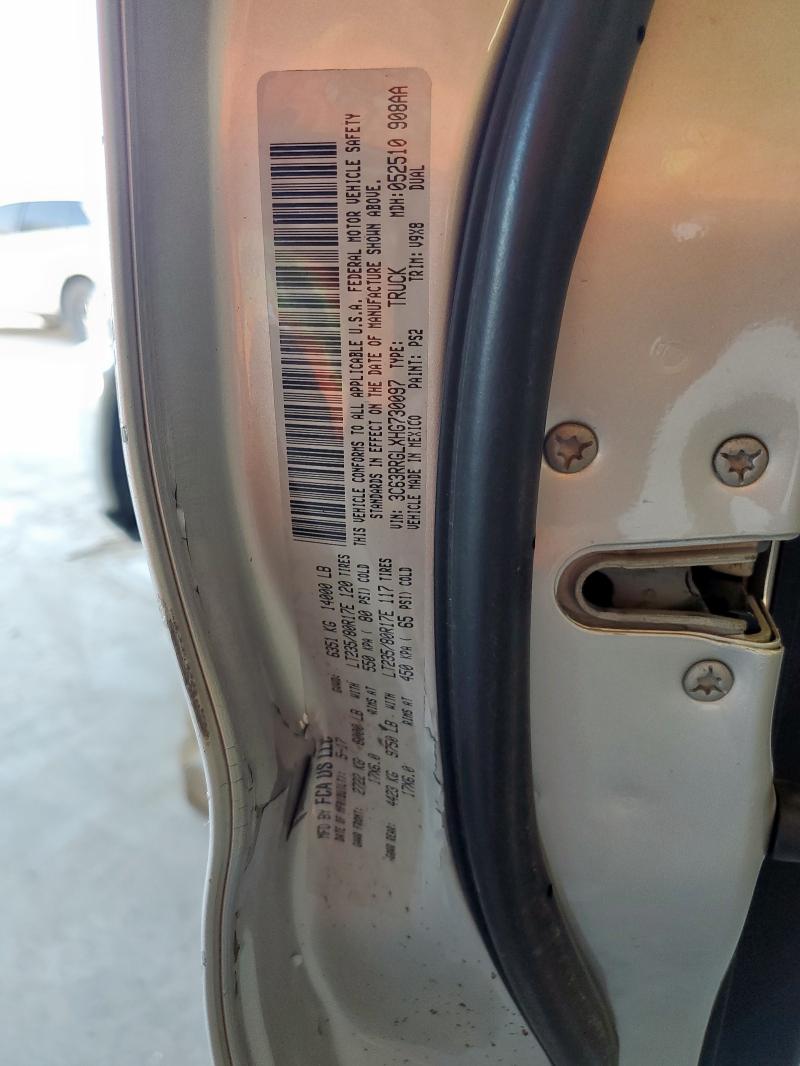 MFD BY FCA US LLC
DATE OF MFR: 5-17 GVWR: 6351 KG 14000 LB
GAWR FRONT: 2722 KG 6000 LB WITH LT235/80R17E 120 TIRES
17X6.0 RIMS AT 550 KPA ( 80 PSI) COLD
GAWR REAR: 4423 KG 9750 LB WITH LT235/80R17E 117 TIRES
17X6.0 RIMS AT 450 KPA ( 65 PSI) COLD
THIS VEHICLE CONFORMS TO ALL APPLICABLE U.S.A. FEDERAL MOTOR VEHICLE SAFETY
STANDARDS IN EFFECT ON THE DATE OF MANUFACTURE SHOWN ABOVE.
VIN: 3C63RRGLXHG730097 TYPE: TRUCK MDH:052510 908AA
VEHICLE MADE IN MEXICO PAINT: PS2 TRIM: V9X8 DUAL